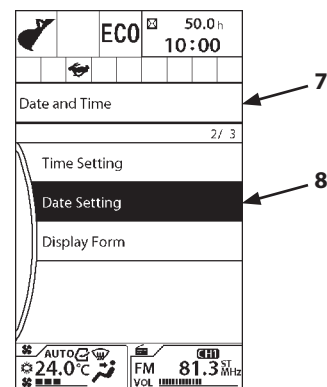 ECO
50.0 h
10:00
7
Date and Time
2/ 3
Time Setting
8
Date Setting
Display Form
AUTO
CH1
24.0°C
FM 81.3 ST MHz
VOL